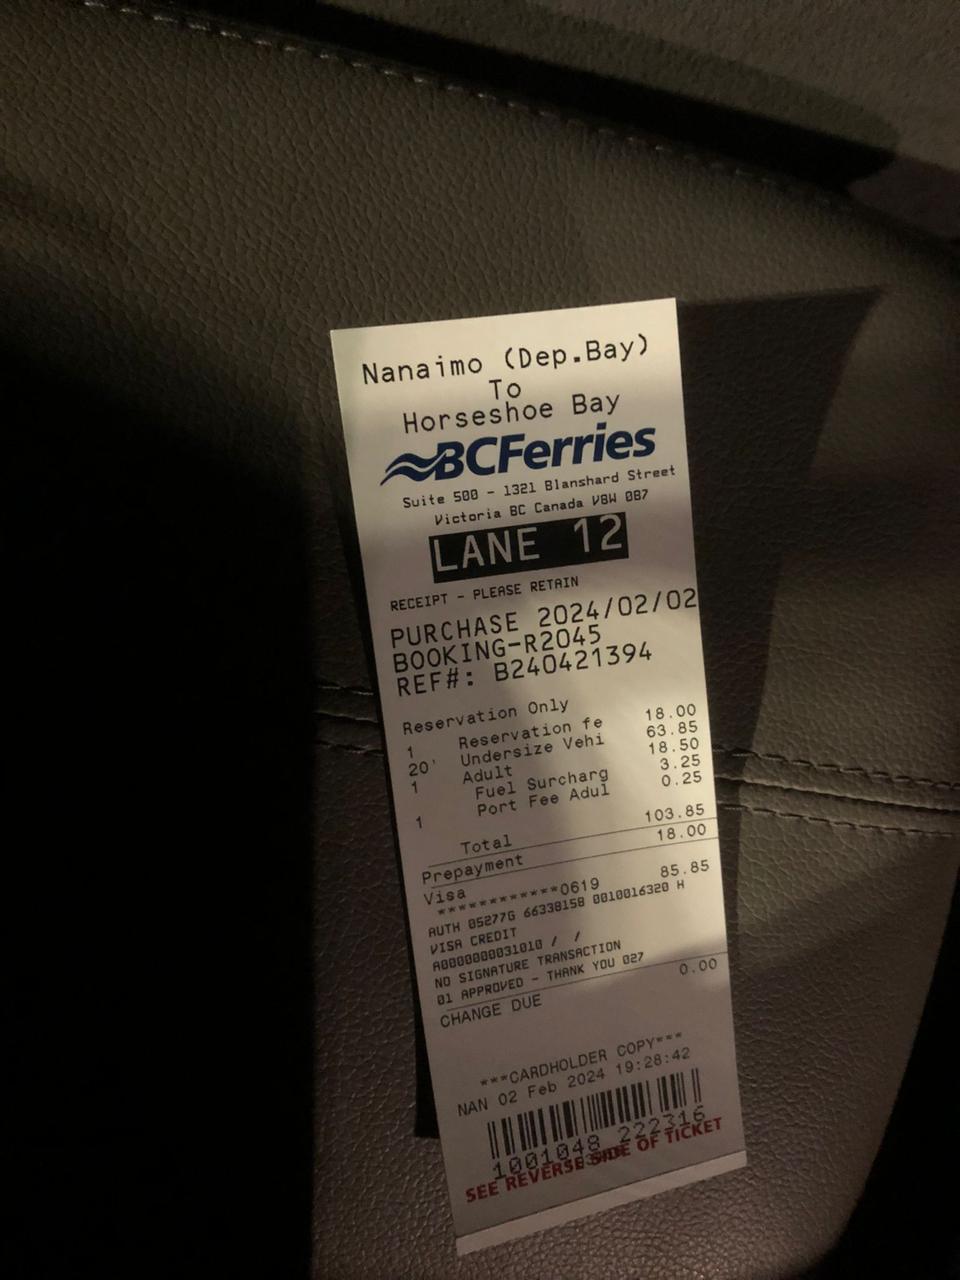 Nanaimo (Dep.Bay)
To
Horseshoe Bay
BCFerries
Suite 500 - 1321 Blanshard Street
Victoria BC Canada V8W 0B7
LANE 12
RECEIPT - PLEASE RETAIN
PURCHASE 2024/02/02
BOOKING-R2045
REF#: B240421394
Reservation Only
1 Reservation fe 18.00
20' Undersize Vehi 63.85
1 Adult 18.50
Fuel Surcharg 3.25
1 Port Fee Adul 0.25
Total 103.85
Prepayment 18.00
Visa 85.85
************0619
AUTH 05277G 66338158 0010016320 H
VISA CREDIT
A0000000031010 / /
NO SIGNATURE TRANSACTION
01 APPROVED - THANK YOU 027
CHANGE DUE 0.00
***CARDHOLDER COPY***
NAN 02 Feb 2024 19:28:42
1001048 222316
SEE REVERSE SIDE OF TICKET